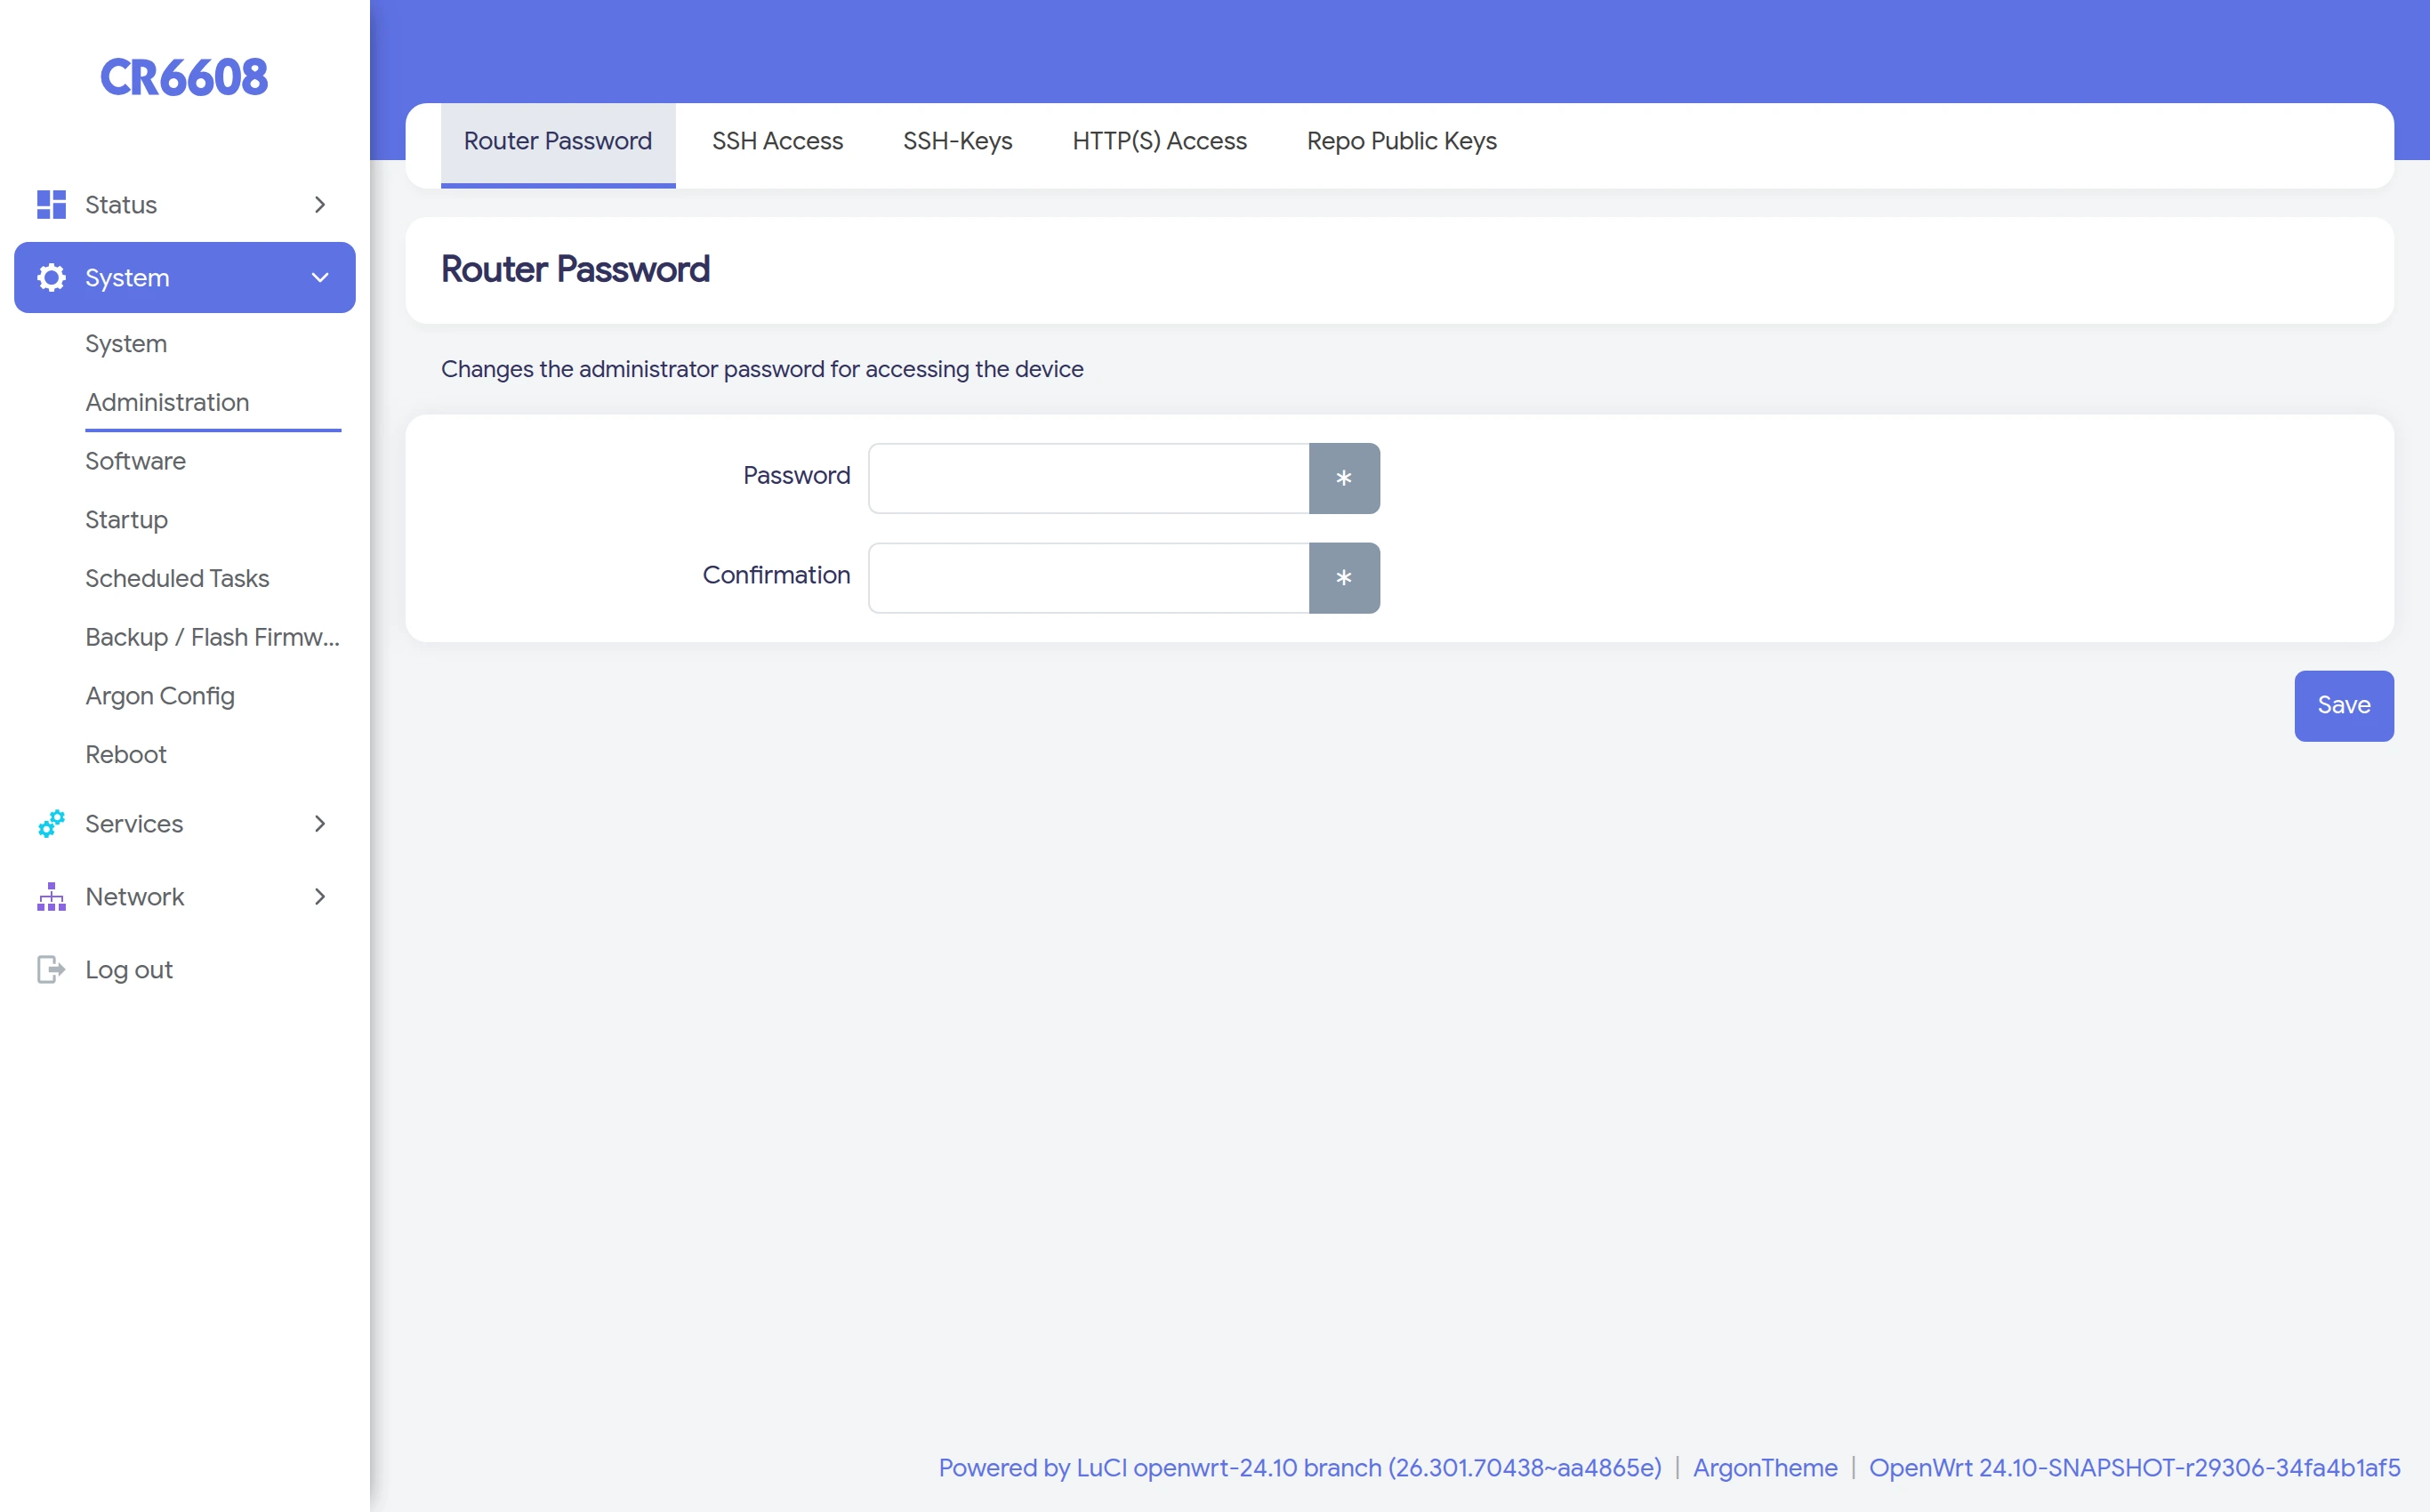 CR6608
Status
System
System
Administration
Software
Startup
Scheduled Tasks
Backup / Flash Firmw...
Argon Config
Reboot
Services
Network
Log out
Router Password SSH Access SSH-Keys HTTP(S) Access Repo Public Keys
Router Password
Changes the administrator password for accessing the device
Password *
Confirmation *
Save
Powered by LuCI openwrt-24.10 branch (26.301.70438~aa4865e) | ArgonTheme | OpenWrt 24.10-SNAPSHOT-r29306-34fa4b1af5